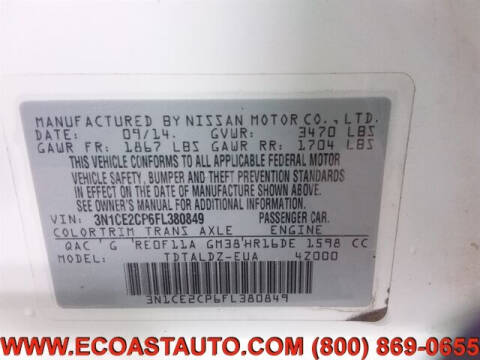 MANUFACTURED BY NISSAN MOTOR CO., LTD.
DATE: 09/14. GVWR: 3470 LBS
GAWR FR: 1867 LBS GAWR RR: 1704 LBS
THIS VEHICLE CONFORMS TO ALL APPLICABLE FEDERAL MOTOR
VEHICLE SAFETY, BUMPER AND THEFT PREVENTION STANDARDS
IN EFFECT ON THE DATE OF MANUFACTURE SHOWN ABOVE.
SEE OWNER'S MANUAL FOR ADDITIONAL INFORMATION.
VIN: 3N1CE2CP6FL380849 PASSENGER CAR.
COLOR TRIM TRANS AXLE ENGINE
QAC G RE0F11A GM38 HR16DE 1598 CC
MODEL: TDTALDZ-EUA 4Z000
3N1CE2CP6FL380849
WWW.ECOASTAUTO.COM (800) 869-0655